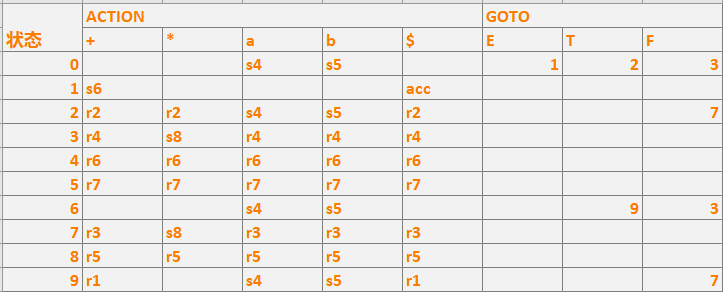 ACTION GOTO
状态 + * a b $ E T F
0 s4 s5 1 2 3
1 s6 acc
2 r2 r2 s4 s5 r2 7
3 r4 s8 r4 r4 r4
4 r6 r6 r6 r6 r6
5 r7 r7 r7 r7 r7
6 s4 s5 9 3
7 r3 s8 r3 r3 r3
8 r5 r5 r5 r5 r5
9 r1 s4 s5 r1 7